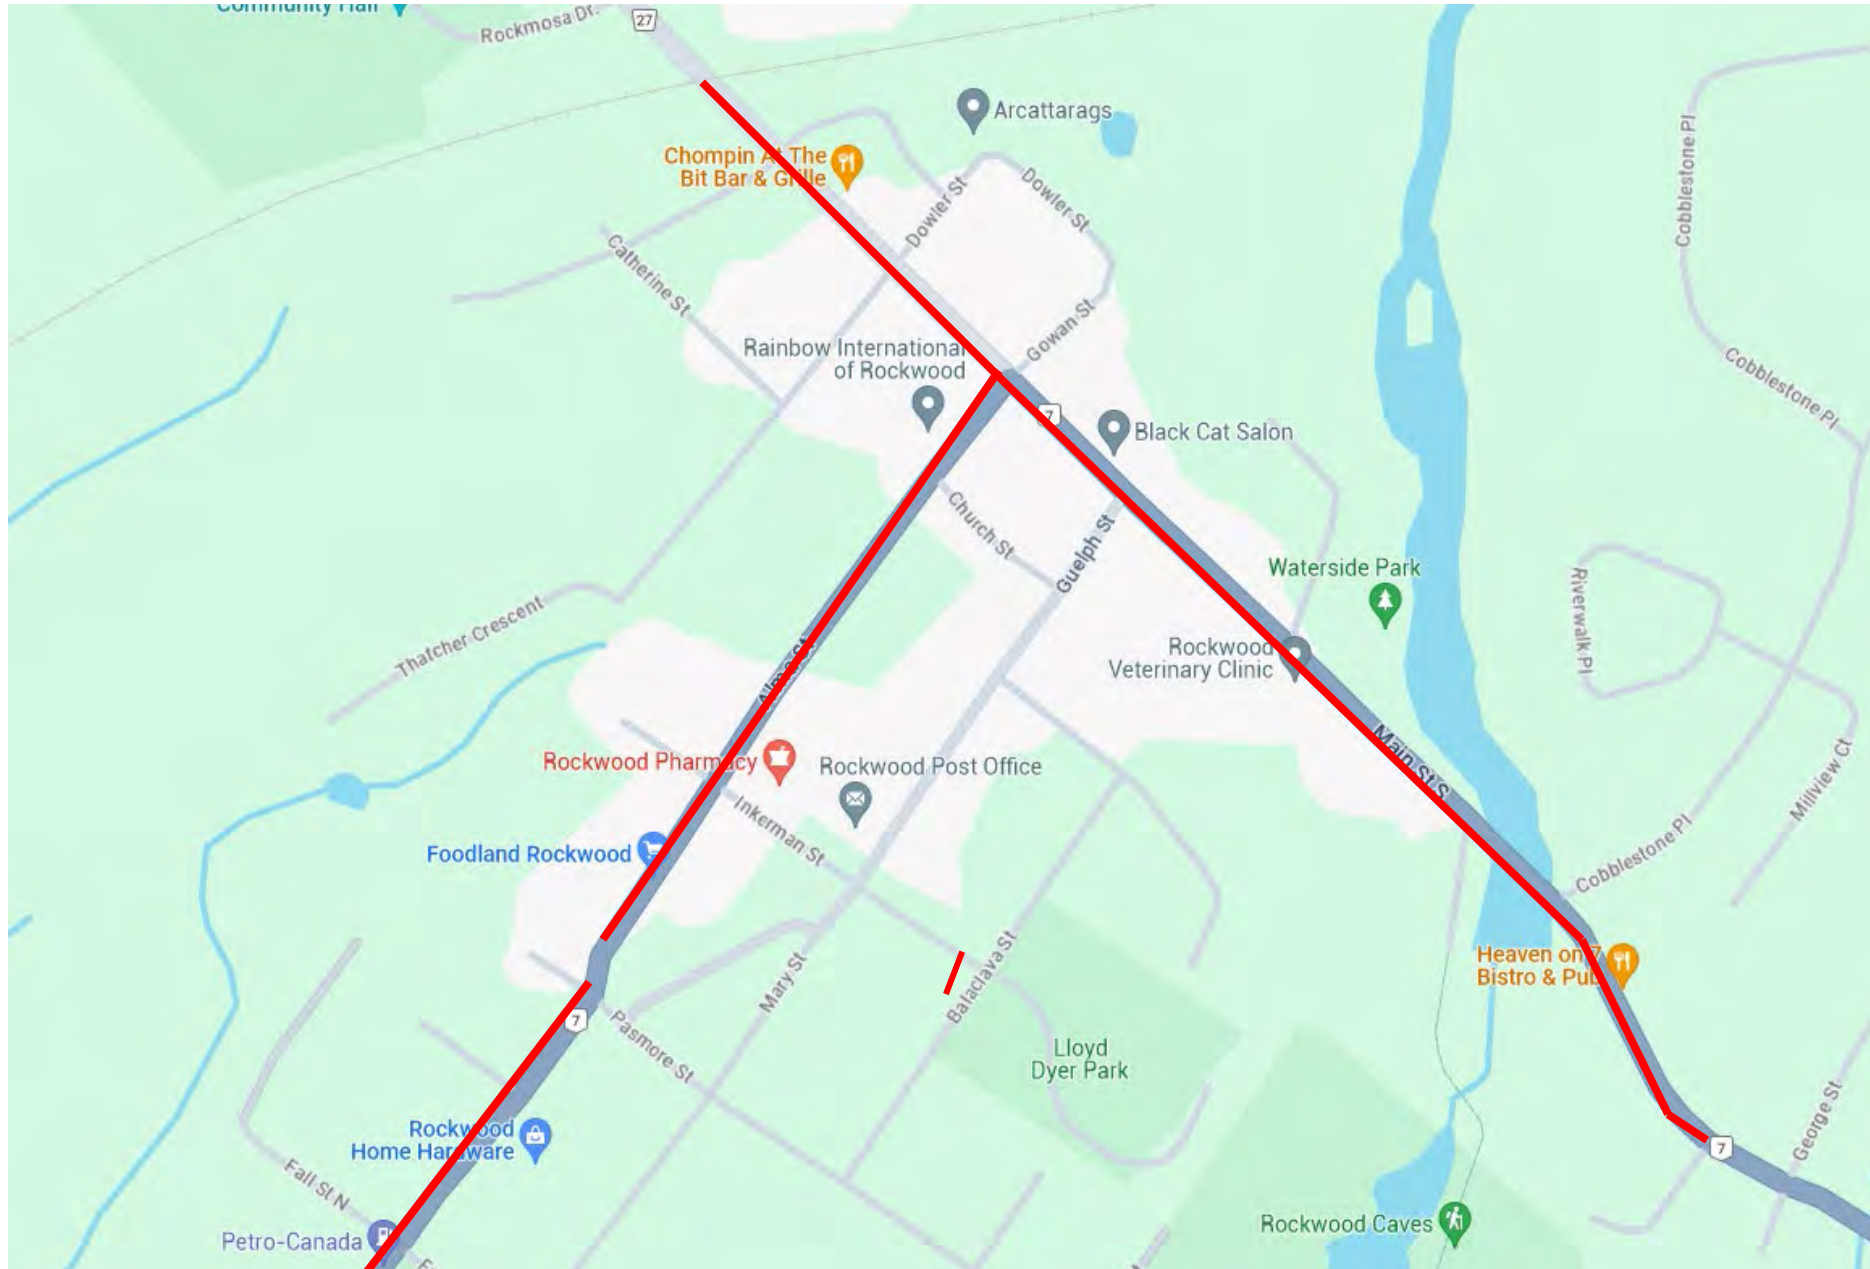 Community Hall
Rockmosa Dr.
27
Arcattarags
Chompin At The
Bit Bar & Grille
Dowler St
Dowler St
Catherine St
Cobblestone Pl
Gowan St
Rainbow International
of Rockwood
7
Black Cat Salon
Cobblestone Pl
Church St
Guelph St
Waterside Park
Riverwalk Pl
Thatcher Crescent
Rockwood
Veterinary Clinic
Alma St
Main St S
Rockwood Pharmacy
Rockwood Post Office
Inkerman St
Millview Ct
Foodland Rockwood
Cobblestone Pl
Heaven on 7
Bistro & Pub
Mary St
Balaclava St
7
Pasmore St
Lloyd
Dyer Park
Rockwood
Home Hardware
George St
7
Fall St N
Petro-Canada
Rockwood Caves